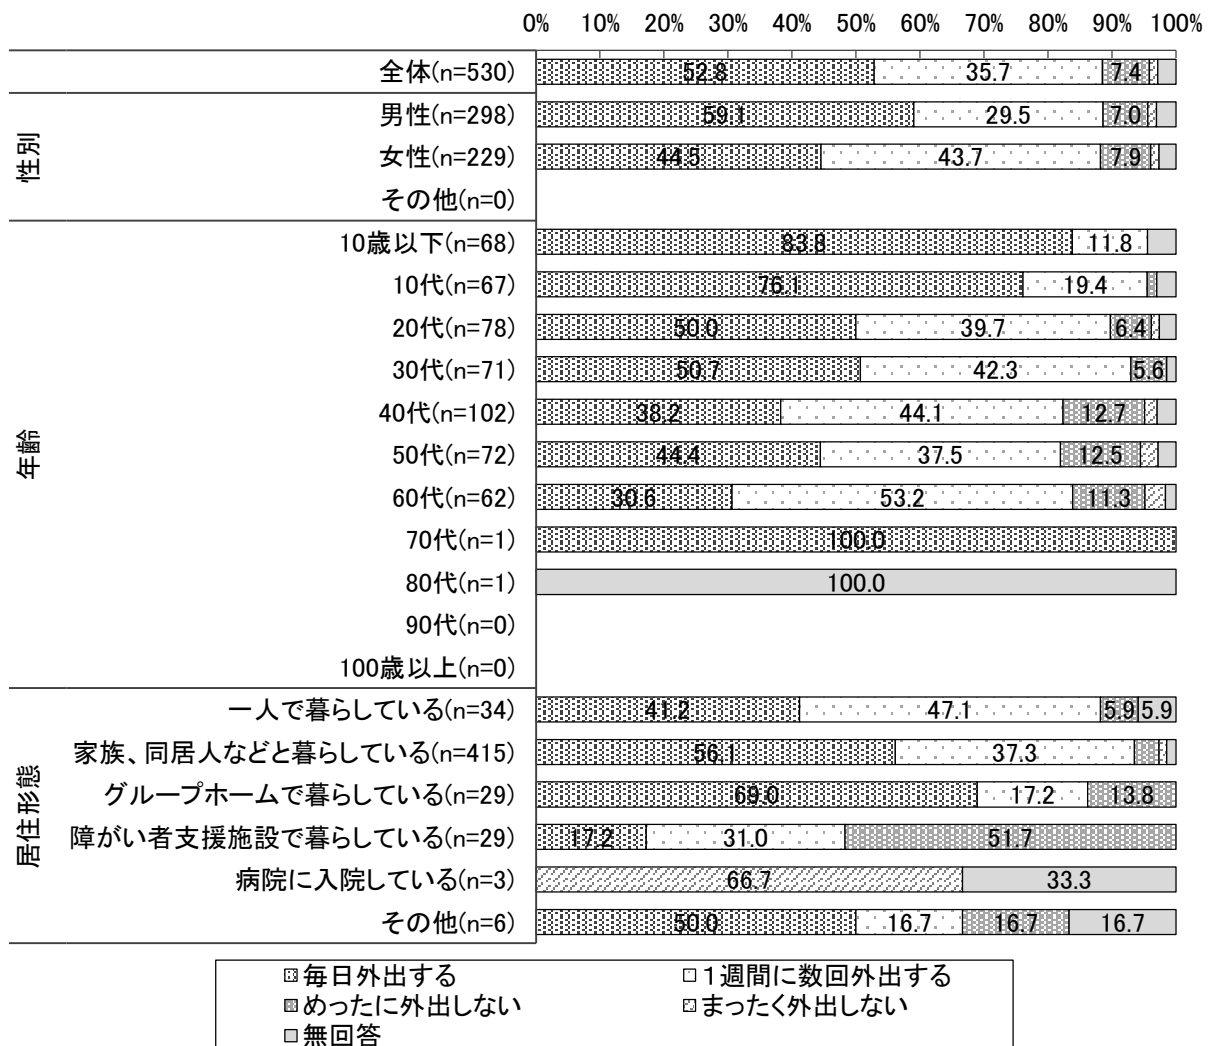 0% 10% 20% 30% 40% 50% 60% 70% 80% 90% 100%
全体(n=530) 52.8 35.7 7.4
性別
男性(n=298) 59.1 29.5 7.0
女性(n=229) 44.5 43.7 7.9
その他(n=0)
年齢
10歳以下(n=68) 83.8 11.8
10代(n=67) 76.1 19.4
20代(n=78) 50.0 39.7 6.4
30代(n=71) 50.7 42.3 5.6
40代(n=102) 38.2 44.1 12.7
50代(n=72) 44.4 37.5 12.5
60代(n=62) 30.6 53.2 11.3
70代(n=1) 100.0
80代(n=1) 100.0
90代(n=0)
100歳以上(n=0)
居住形態
一人で暮らしている(n=34) 41.2 47.1 5.9 5.9
家族、同居人などと暮らしている(n=415) 56.1 37.3
グループホームで暮らしている(n=29) 69.0 17.2 13.8
障がい者支援施設で暮らしている(n=29) 17.2 31.0 51.7
病院に入院している(n=3) 66.7 33.3
その他(n=6) 50.0 16.7 16.7 16.7
毎日外出する １週間に数回外出する
めったに外出しない まったく外出しない
無回答